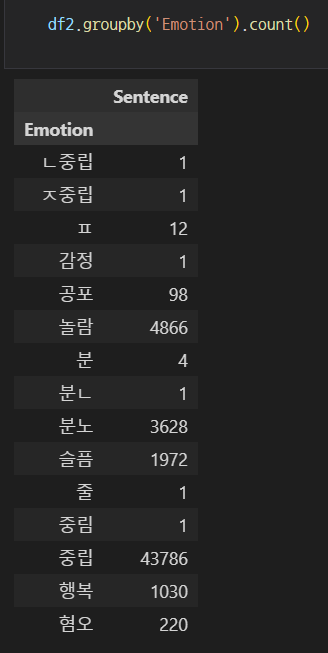 df2.groupby('Emotion').count()
Sentence
Emotion
ㄴ중립 1
ㅈ중립 1
ㅍ 12
감정 1
공포 98
놀람 4866
분 4
분ㄴ 1
분노 3628
슬픔 1972
줄 1
중림 1
중립 43786
행복 1030
혐오 220